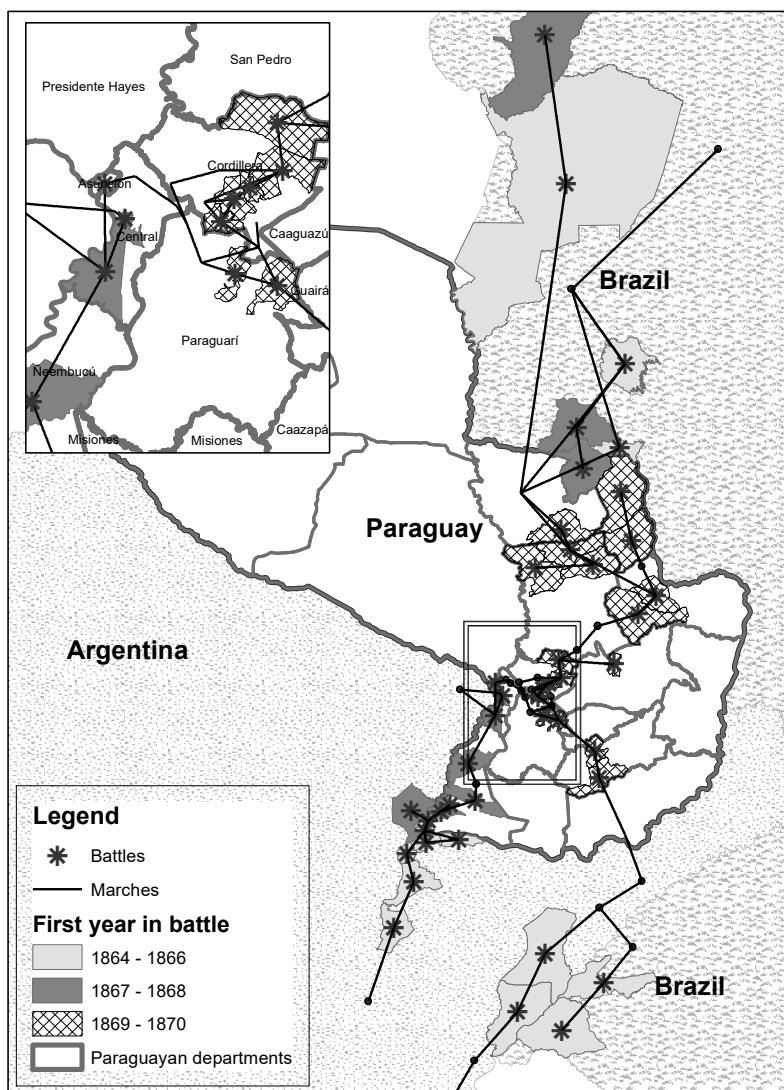 San Pedro
Presidente Hayes
Cordillera
Asunción
Central
Caaguazú
Guairá
Paraguarí
Ñeembucú
Caazapá
Misiones
Misiones
Brazil
Paraguay
Argentina
Brazil
Legend
Battles
Marches
First year in battle
1864 - 1866
1867 - 1868
1869 - 1870
Paraguayan departments